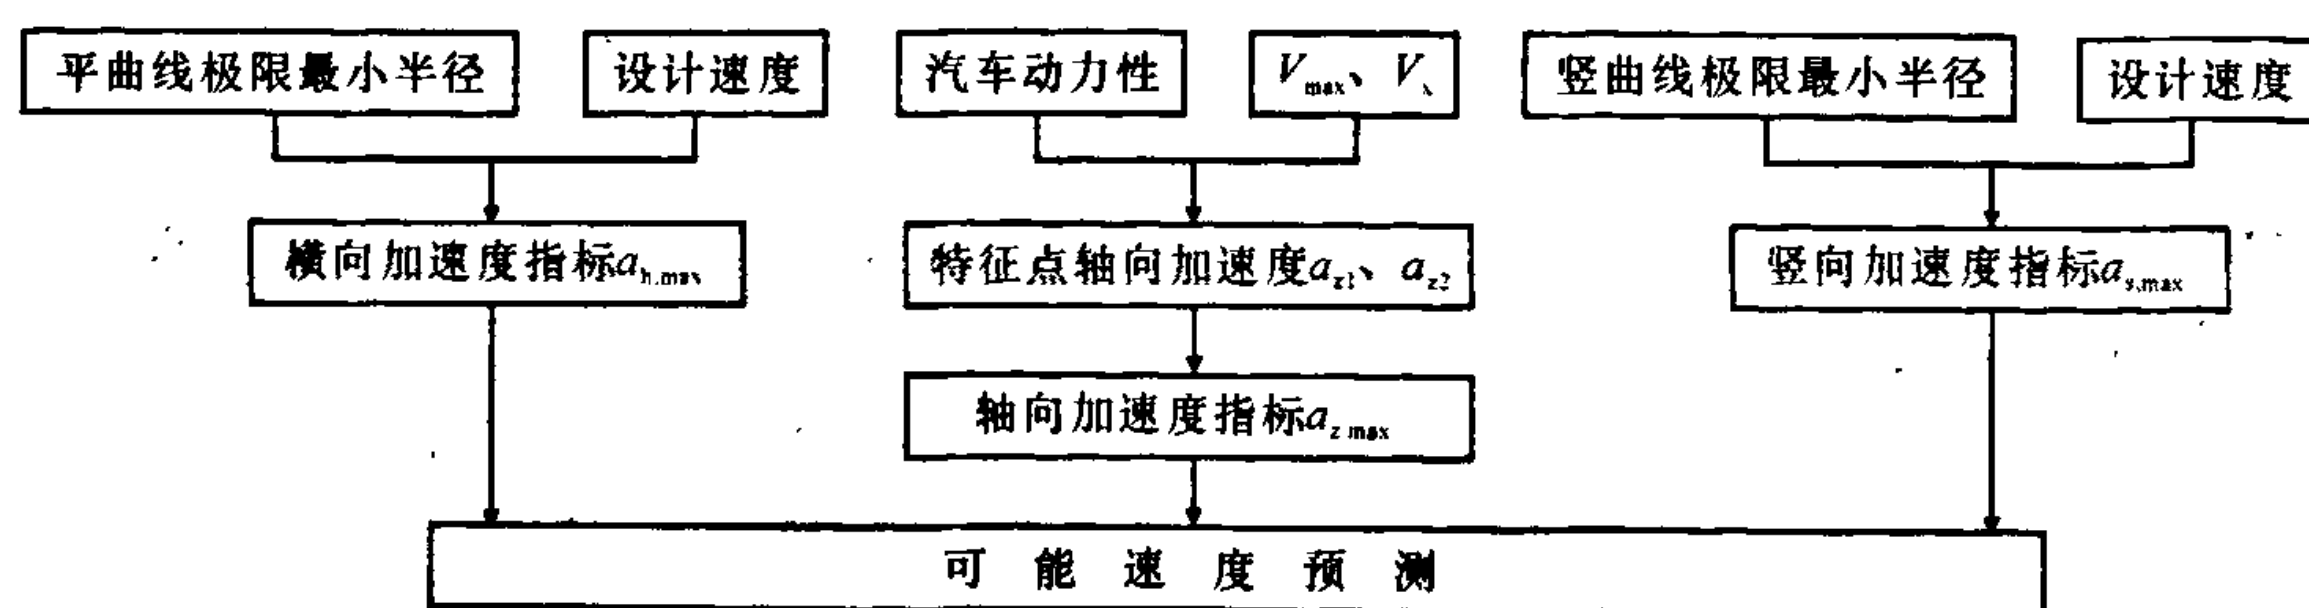 平曲线极限最小半径 设计速度 汽车动力性 Vmax、Vx 竖曲线极限最小半径 设计速度
横向加速度指标ah.max 特征点轴向加速度az1、az2 竖向加速度指标as,max
轴向加速度指标az max
可能速度预测